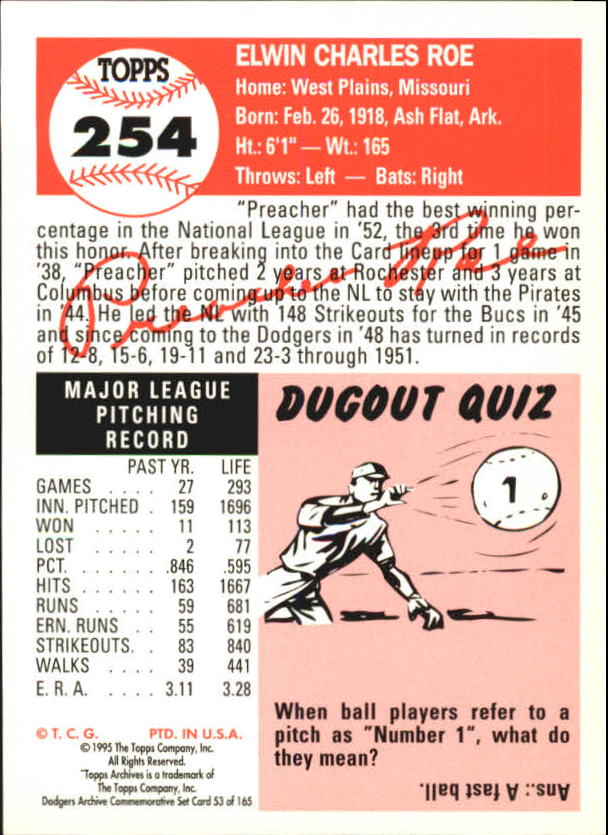 TOPPS
254
ELWIN CHARLES ROE
Home: West Plains, Missouri
Born: Feb. 26, 1918, Ash Flat, Ark.
Ht.: 6'1" — Wt.: 165
Throws: Left — Bats: Right
"Preacher" had the best winning per-
centage in the National League in '52, the 3rd time he won
this honor. After breaking into the Card lineup for 1 game in
'38, "Preacher" pitched 2 years at Rochester and 3 years at
Columbus before coming up to the NL to stay with the Pirates
in '44. He led the NL with 148 Strikeouts for the Bucs in '45
and since coming to the Dodgers in '48 has turned in records
of 12-8, 15-6, 19-11 and 23-3 through 1951.
Preacher Roe
MAJOR LEAGUE
PITCHING
RECORD
PAST YR. LIFE
GAMES . . . . 27 293
INN. PITCHED . 159 1696
WON . . . . . . 11 113
LOST . . . . . 2 77
PCT. . . . . . . .846 .595
HITS . . . . . . 163 1667
RUNS . . . . . 59 681
ERN. RUNS . . 55 619
STRIKEOUTS. . 83 840
WALKS . . . . 39 441
E. R. A. . . . . 3.11 3.28
DUGOUT QUIZ
1.
When ball players refer to a
pitch as "Number 1", what do
they mean?
Ans.: A fast ball.
© T. C. G. PTD. IN U.S.A.
© 1995 The Topps Company, Inc.
All Rights Reserved.
"Topps Archives is a trademark of
The Topps Company, Inc.
Dodgers Archive Commemorative Set Card 53 of 165